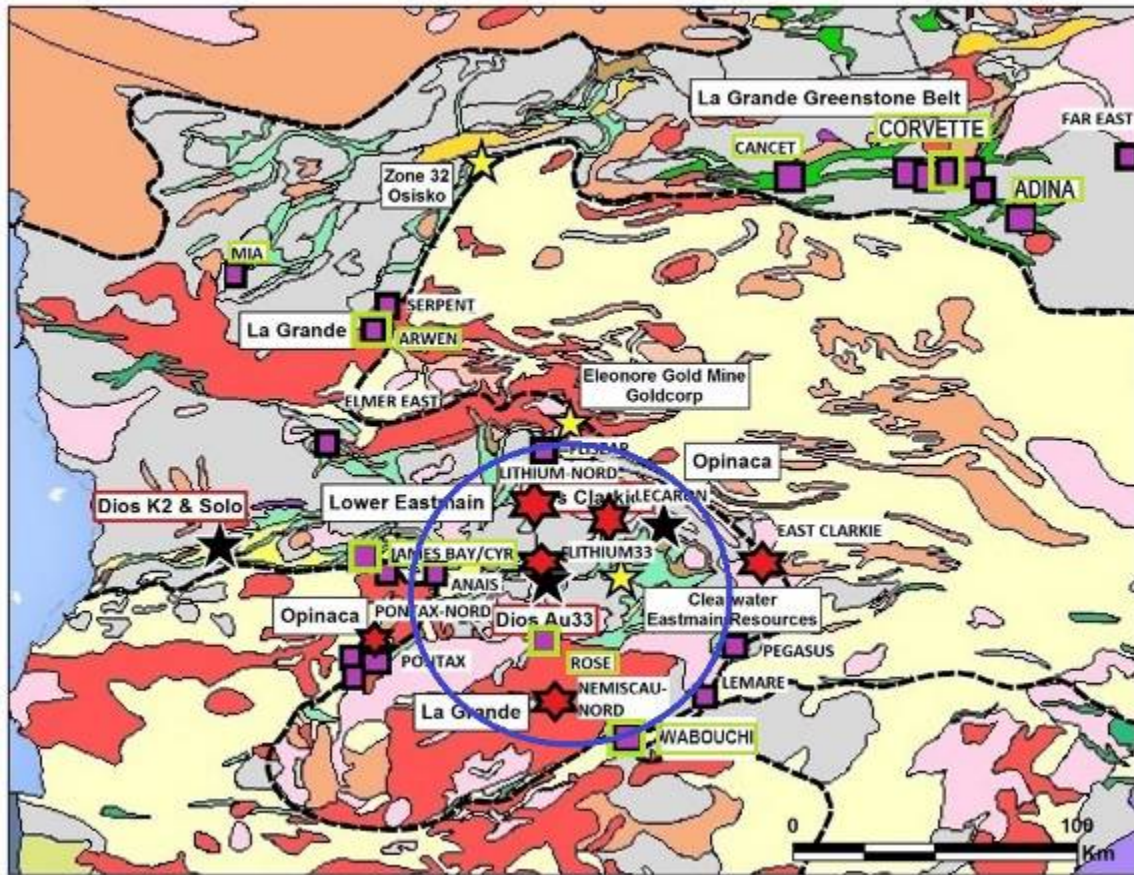 La Grande Greenstone Belt
FAR EAST
CORVETTE
CANCET
Zone 32
Osisko
ADINA
MIA
SERPENT
La Grande
ARWEN
Eleonore Gold Mine
Goldcorp
ELMER EAST
LITHIUM-NORD
Opinaca
Lower Eastmain
Clarkie
LECARON
Dios K2 & Solo
EAST CLARKIE
JAMES BAY/CYR
LITHIUM33
ANAIS
Clearwater
Eastmain Resources
Opinaca
PONTAX-NORD
Dios Au33
PONTAX
ROSE
PEGASUS
LEMARE
NEMISCAU-
NORD
La Grande
WABOUCHI
0
100
Km